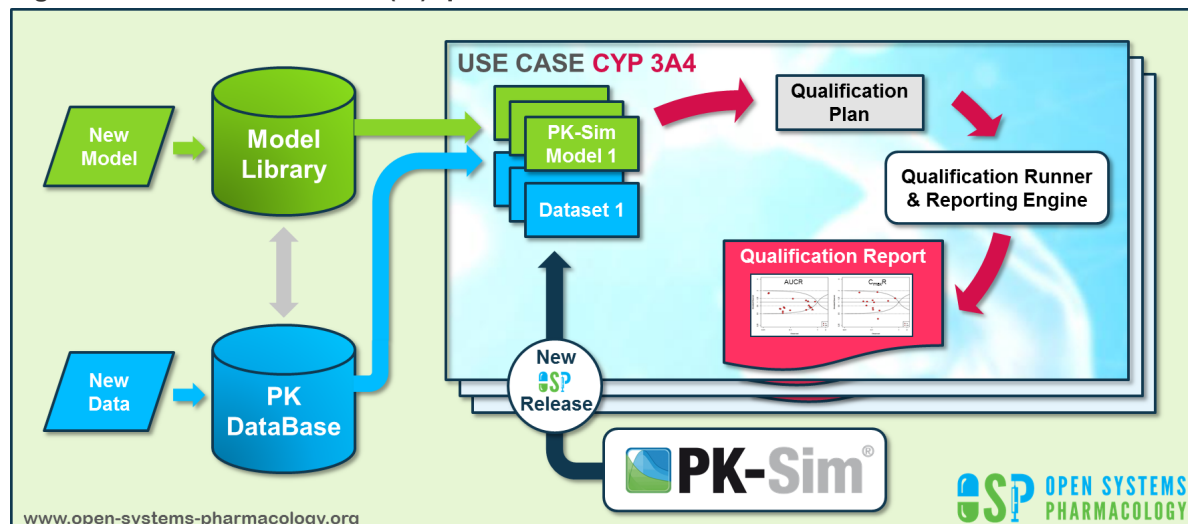 USE CASE CYP 3A4
New
Model
Model
Library
PK-Sim
Model 1
Dataset 1
Qualification
Plan
Qualification Runner
& Reporting Engine
Qualification Report
AUCR
CmaxR
New
Data
PK
DataBase
New
OSP
Release
PK-Sim®
OSP OPEN SYSTEMS
PHARMACOLOGY
www.open-systems-pharmacology.org